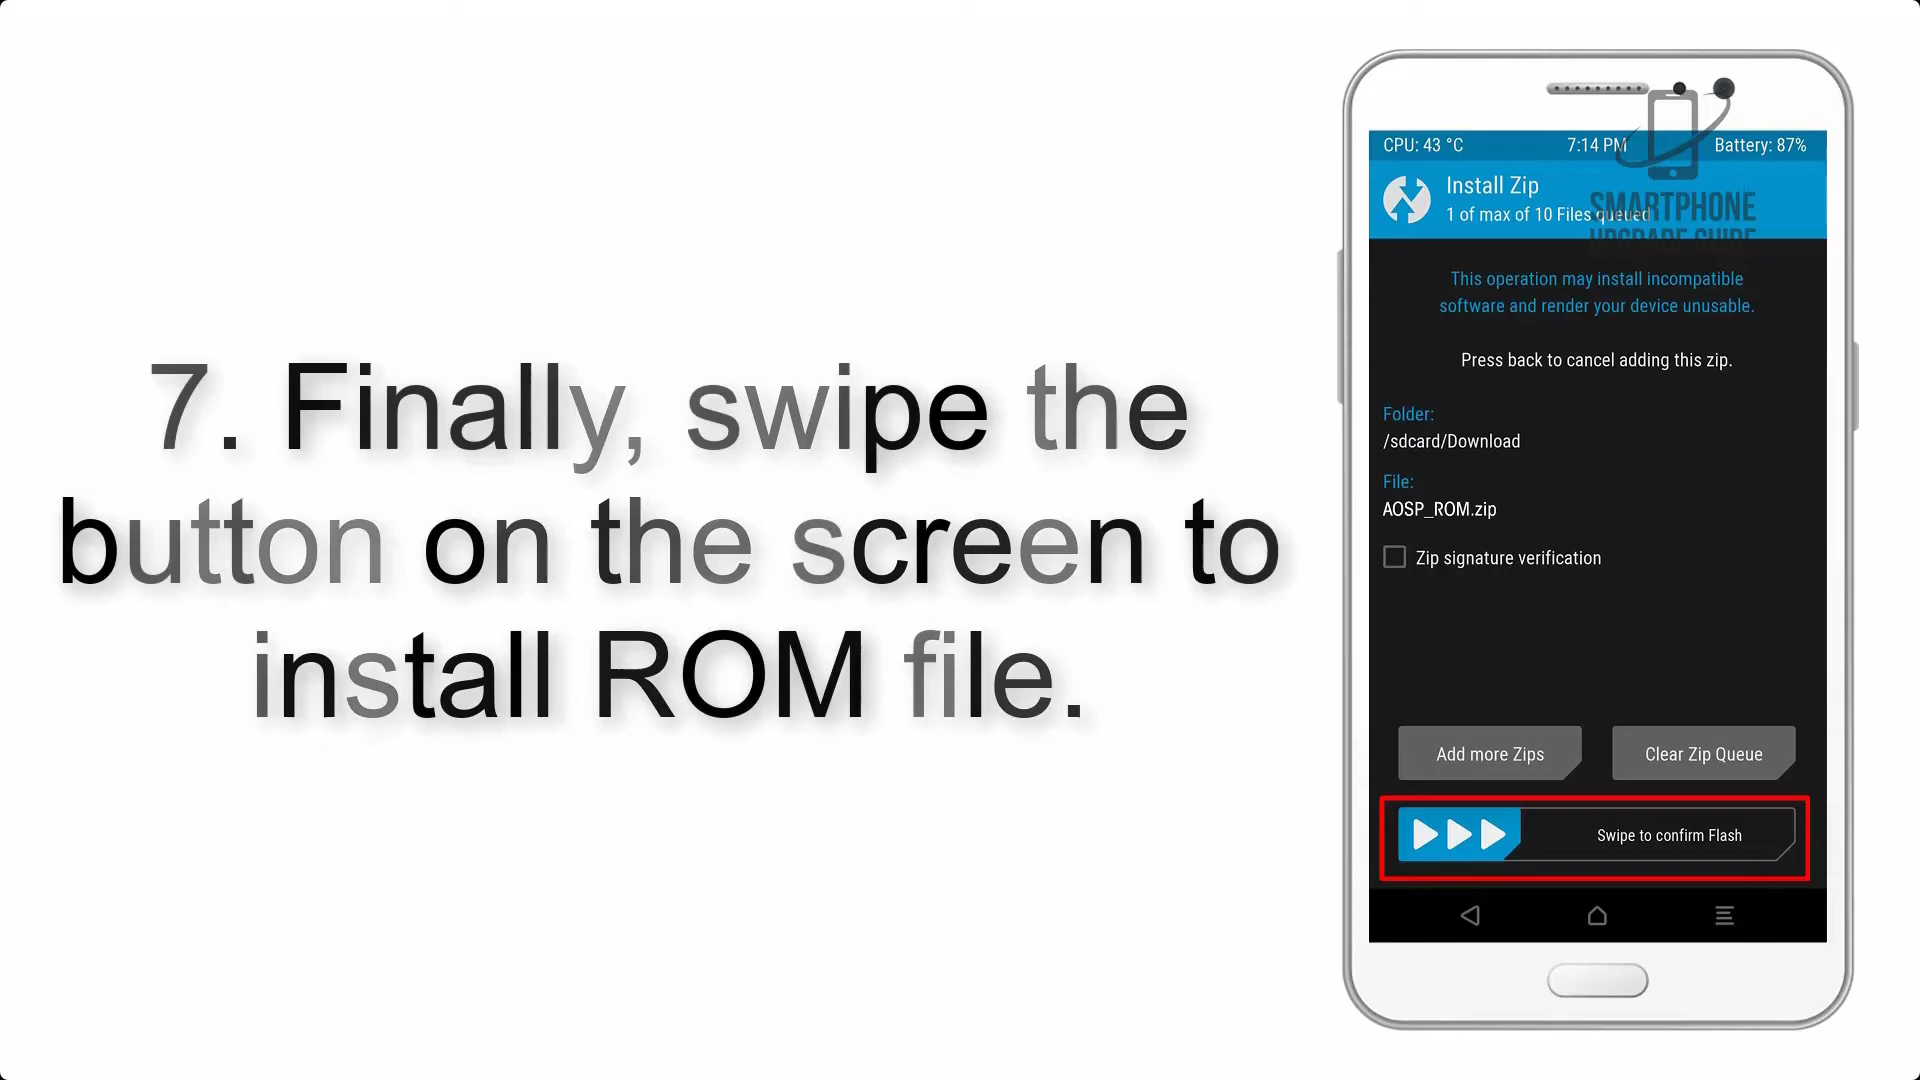 7. Finally, swipe the
button on the screen to
install ROM file.
CPU: 43 °C 7:14 PM Battery: 87%
Install Zip
1 of max of 10 Files queued
SMARTPHONE
UPGRADE GUIDE
This operation may install incompatible
software and render your device unusable.
Press back to cancel adding this zip.
Folder:
/sdcard/Download
File:
AOSP_ROM.zip
Zip signature verification
Add more Zips Clear Zip Queue
Swipe to confirm Flash